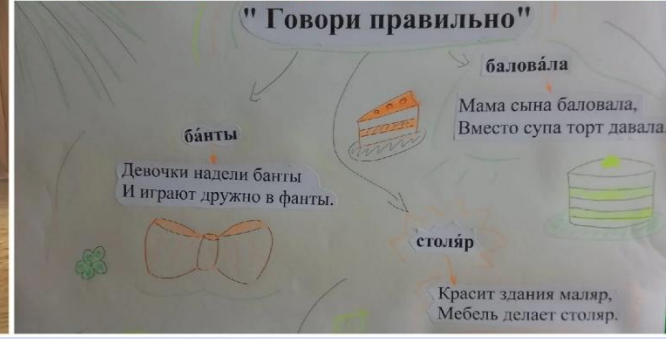 " Говори правильно"
балова́ла
Мама сына баловала,
Вместо супа торт давала.
ба́нты
Девочки надели банты
И играют дружно в фанты.
столя́р
Красит здания маляр,
Мебель делает столяр.